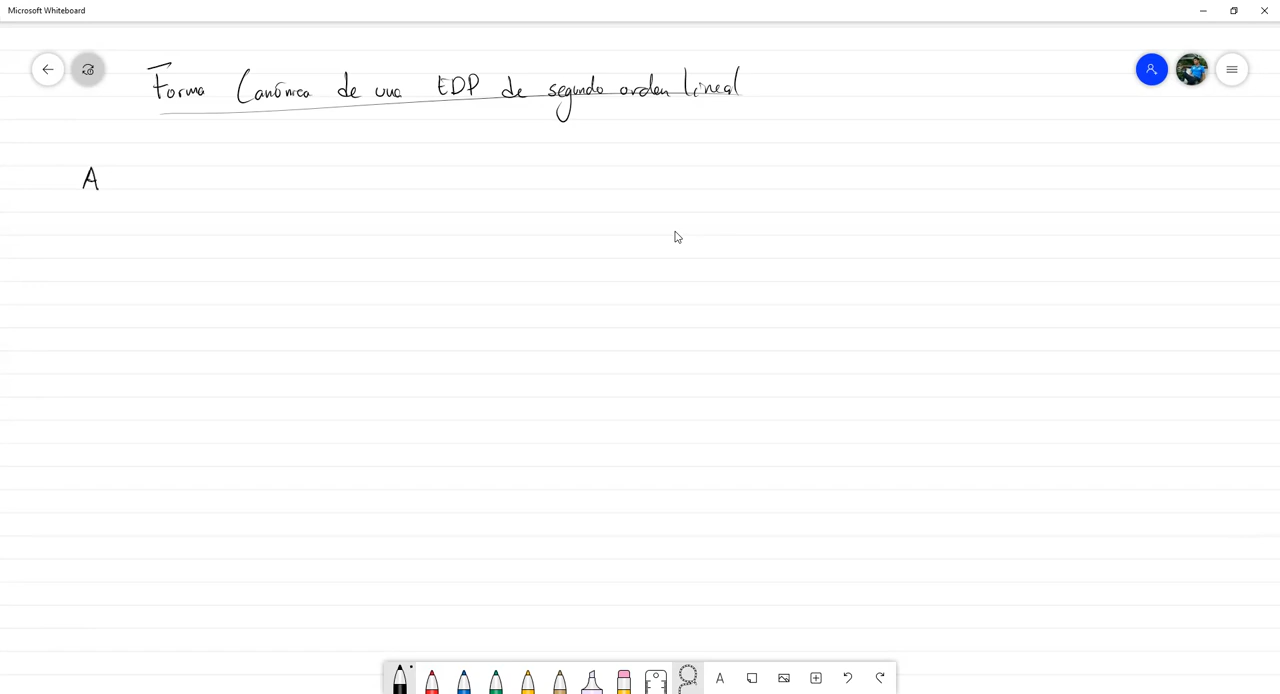 Microsoft Whiteboard
Forma Canónica de una EDP de segundo orden lineal
A